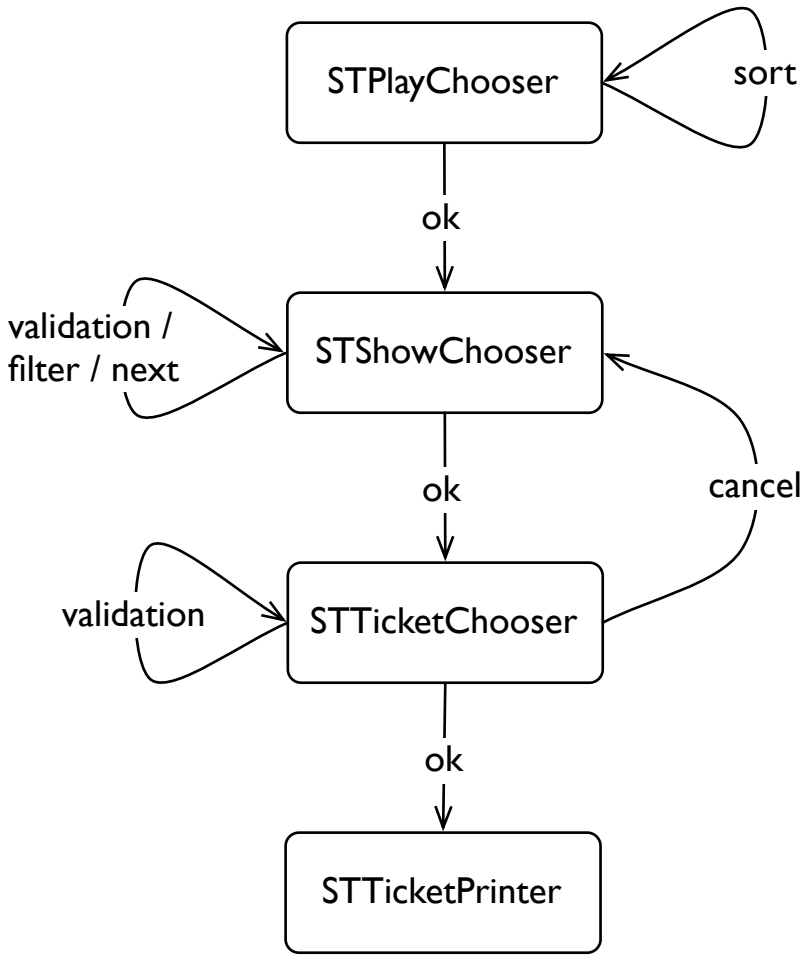 STPlayChooser
sort
ok
validation /
filter / next
STShowChooser
ok
cancel
validation
STTicketChooser
ok
STTicketPrinter